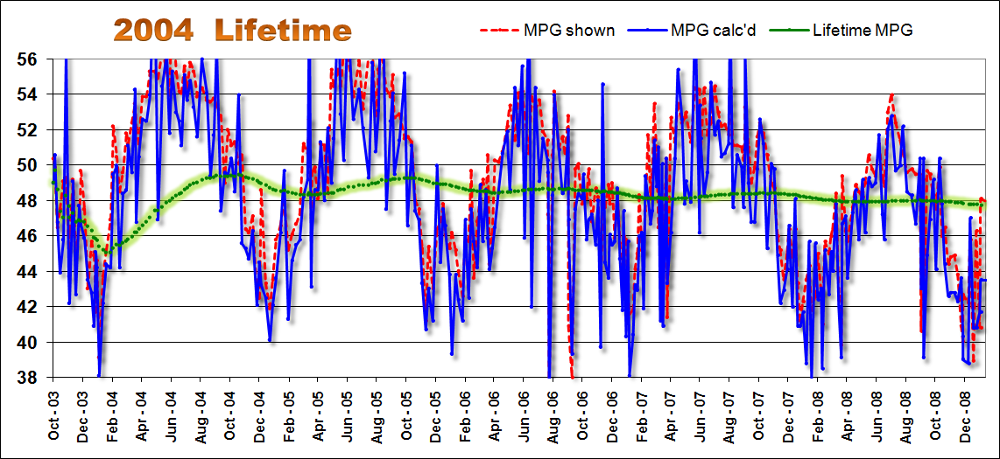 2004 Lifetime
MPG shown MPG calc'd Lifetime MPG
56
54
52
50
48
46
44
42
40
38
Oct - 03
Dec - 03
Feb - 04
Apr - 04
Jun - 04
Aug - 04
Oct - 04
Dec - 04
Feb - 05
Apr - 05
Jun - 05
Aug - 05
Oct - 05
Dec - 05
Feb - 06
Apr - 06
Jun - 06
Aug - 06
Oct - 06
Dec - 06
Feb - 07
Apr - 07
Jun - 07
Aug - 07
Oct - 07
Dec - 07
Feb - 08
Apr - 08
Jun - 08
Aug - 08
Oct - 08
Dec - 08